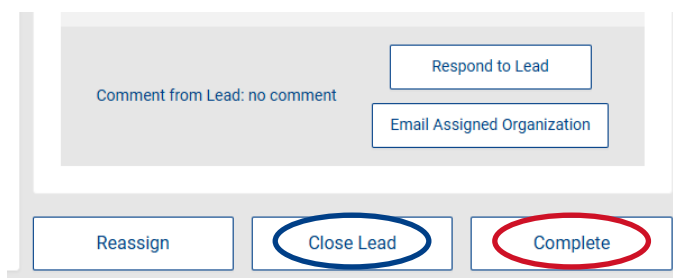 Respond to Lead
Comment from Lead: no comment
Email Assigned Organization
Reassign
Close Lead
Complete